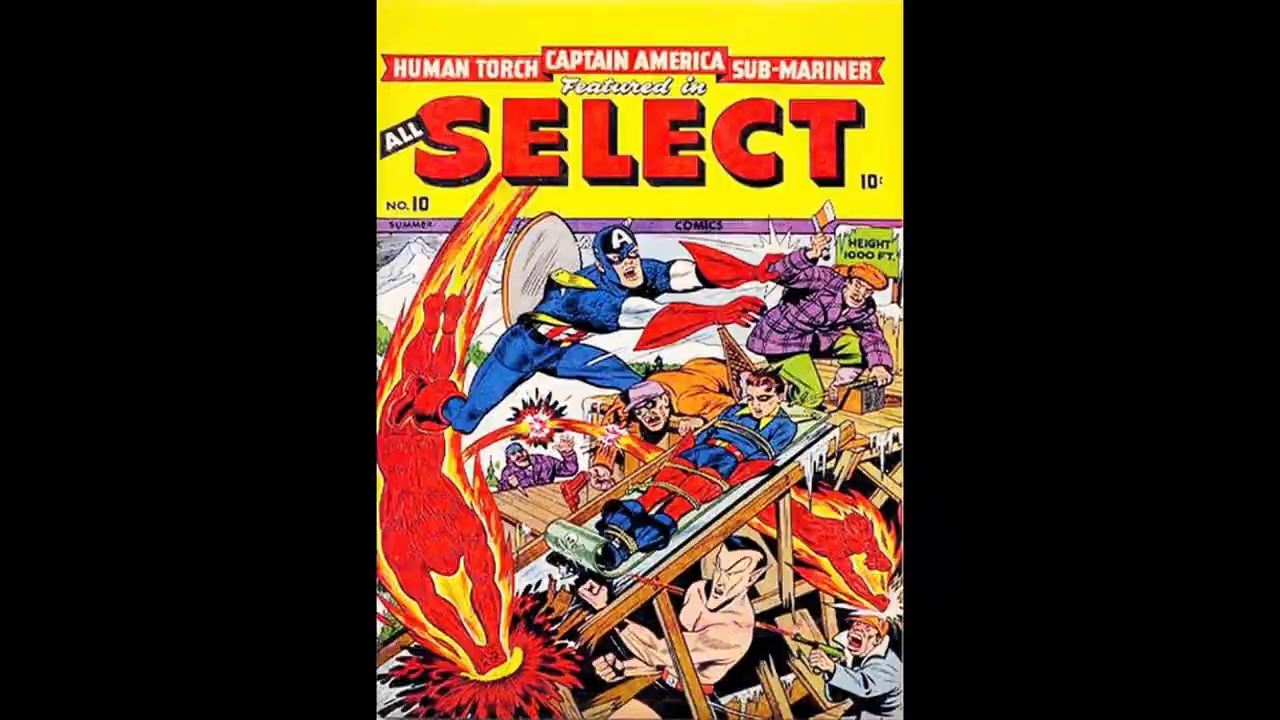 HUMAN TORCH CAPTAIN AMERICA SUB-MARINER
Featured in
ALL SELECT
10¢
NO. 10
SUMMER COMICS
HEIGHT
1000 FT.
A